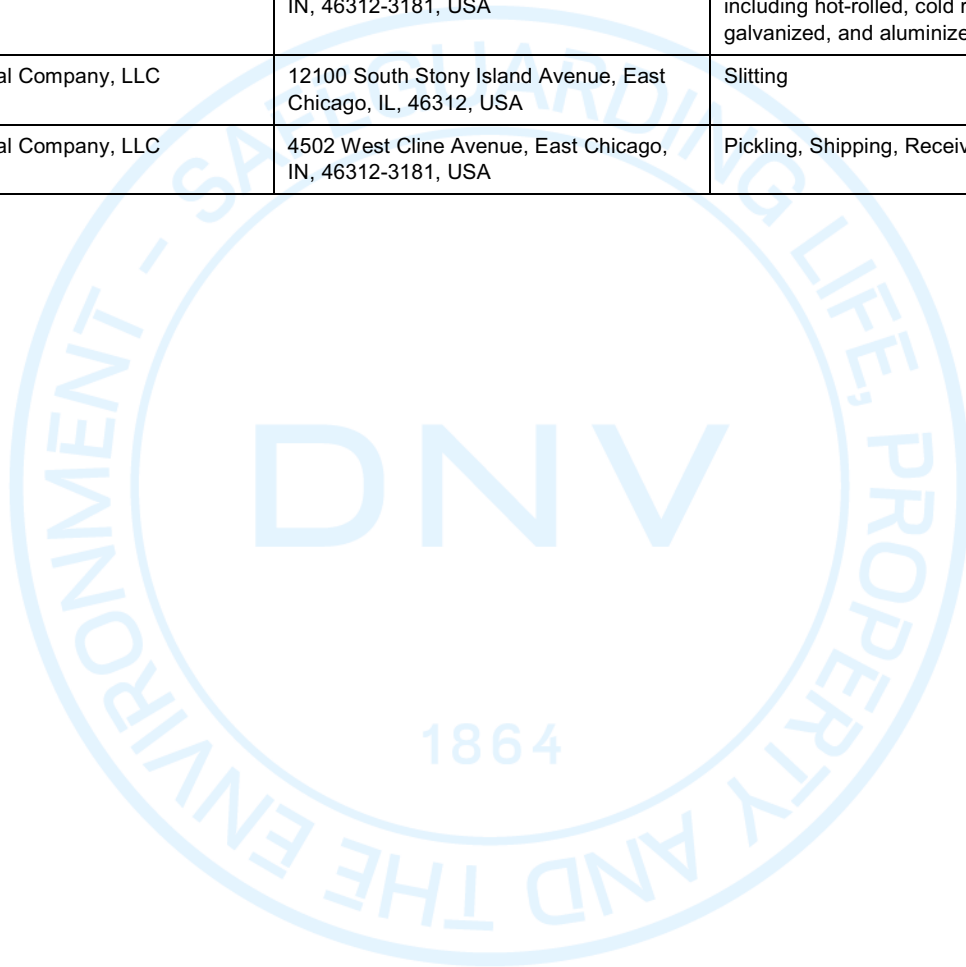 IN, 46312-3181, USA
including hot-rolled, cold
galvanized, and
al Company, LLC
12100 South Stony Island Avenue, East
Chicago, IL, 46312, USA
Slitting
al Company, LLC
4502 West Cline Avenue, East Chicago,
IN, 46312-3181, USA
Pickling, Shipping,
SAFEGUARDING LIFE, PROPERTY AND THE ENVIRONMENT -
DNV
1864